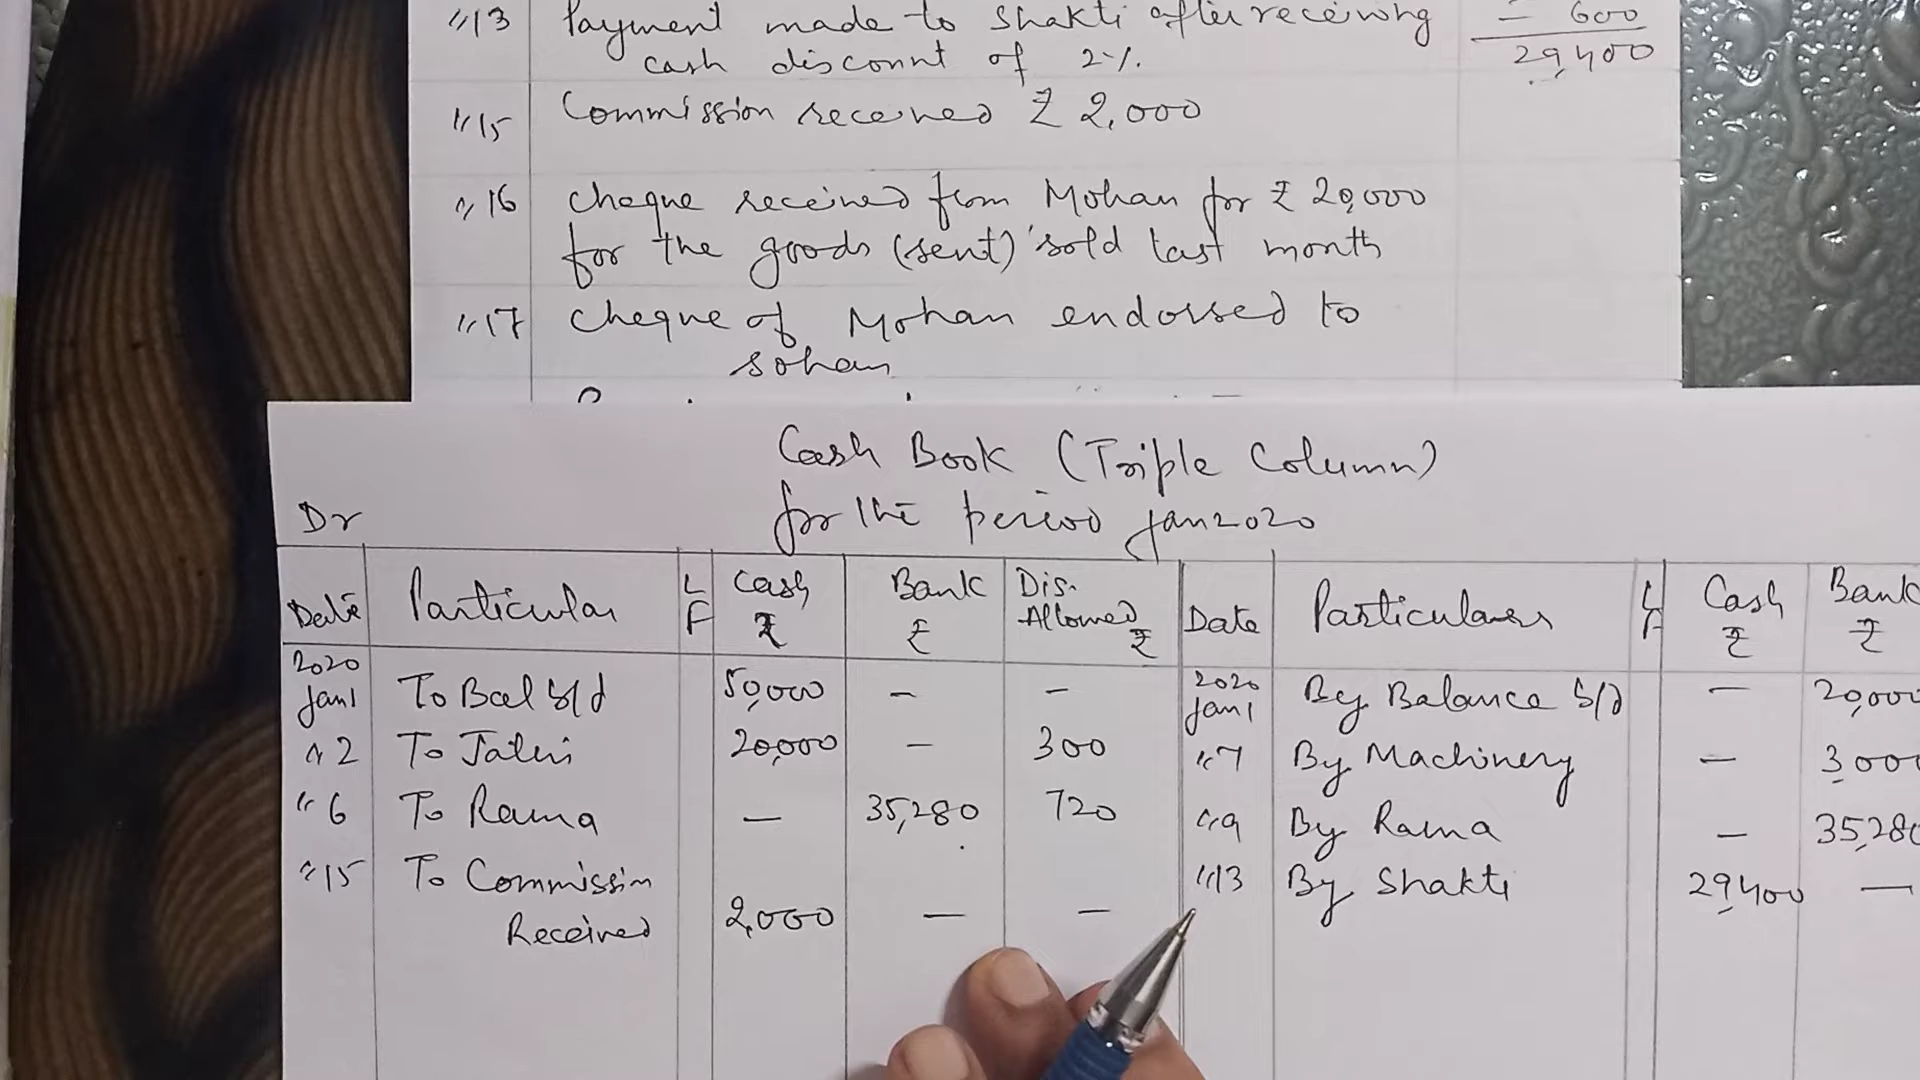 "13 Payment made to Shakti after receiving
cash discount of 2%.
- 600
29,400
"15 Commission received ₹ 2,000
"16 Cheque received from Mohan for ₹ 20,000
for the goods (sent) sold last month
"17 Cheque of Mohan endorsed to
Sohan
Cash Book (Triple Column)
for the period Jan 2020
Dr
Date Particular L F Cash ₹ Bank ₹ Dis. Allowed ₹ Date Particulars L F Cash ₹ Bank ₹
2020 Jan 1 To Bal b/d 50,000 — — 2020 Jan 1 By Balance b/d — 20,000
"2 To Jatin 20,000 — 300 "7 By Machinery — 3,000
"6 To Rama — 35,280 720 "9 By Rama — 35,280
"15 To Commission "13 By Shakti 29,400 —
Received 2,000 — —